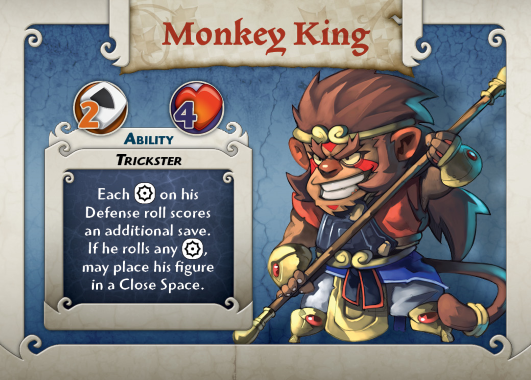 Monkey King
2 4
Ability
Trickster
Each on his
Defense roll scores
an additional save.
If he rolls any ,
may place his figure
in a Close Space.